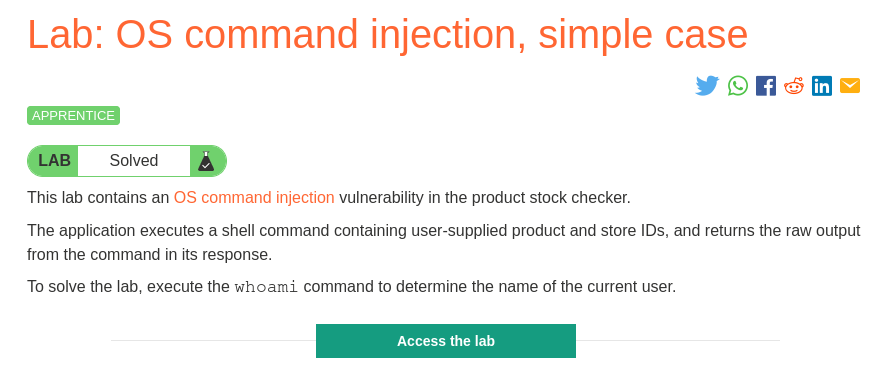 Lab: OS command injection, simple case
APPRENTICE
LAB Solved
This lab contains an OS command injection vulnerability in the product stock checker.
The application executes a shell command containing user-supplied product and store IDs, and returns the raw output
from the command in its response.
To solve the lab, execute the whoami command to determine the name of the current user.
Access the lab